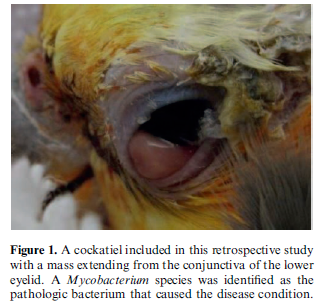 Figure 1. A cockatiel included in this retrospective study
with a mass extending from the conjunctiva of the lower
eyelid. A Mycobacterium species was identified as the
pathologic bacterium that caused the disease condition.